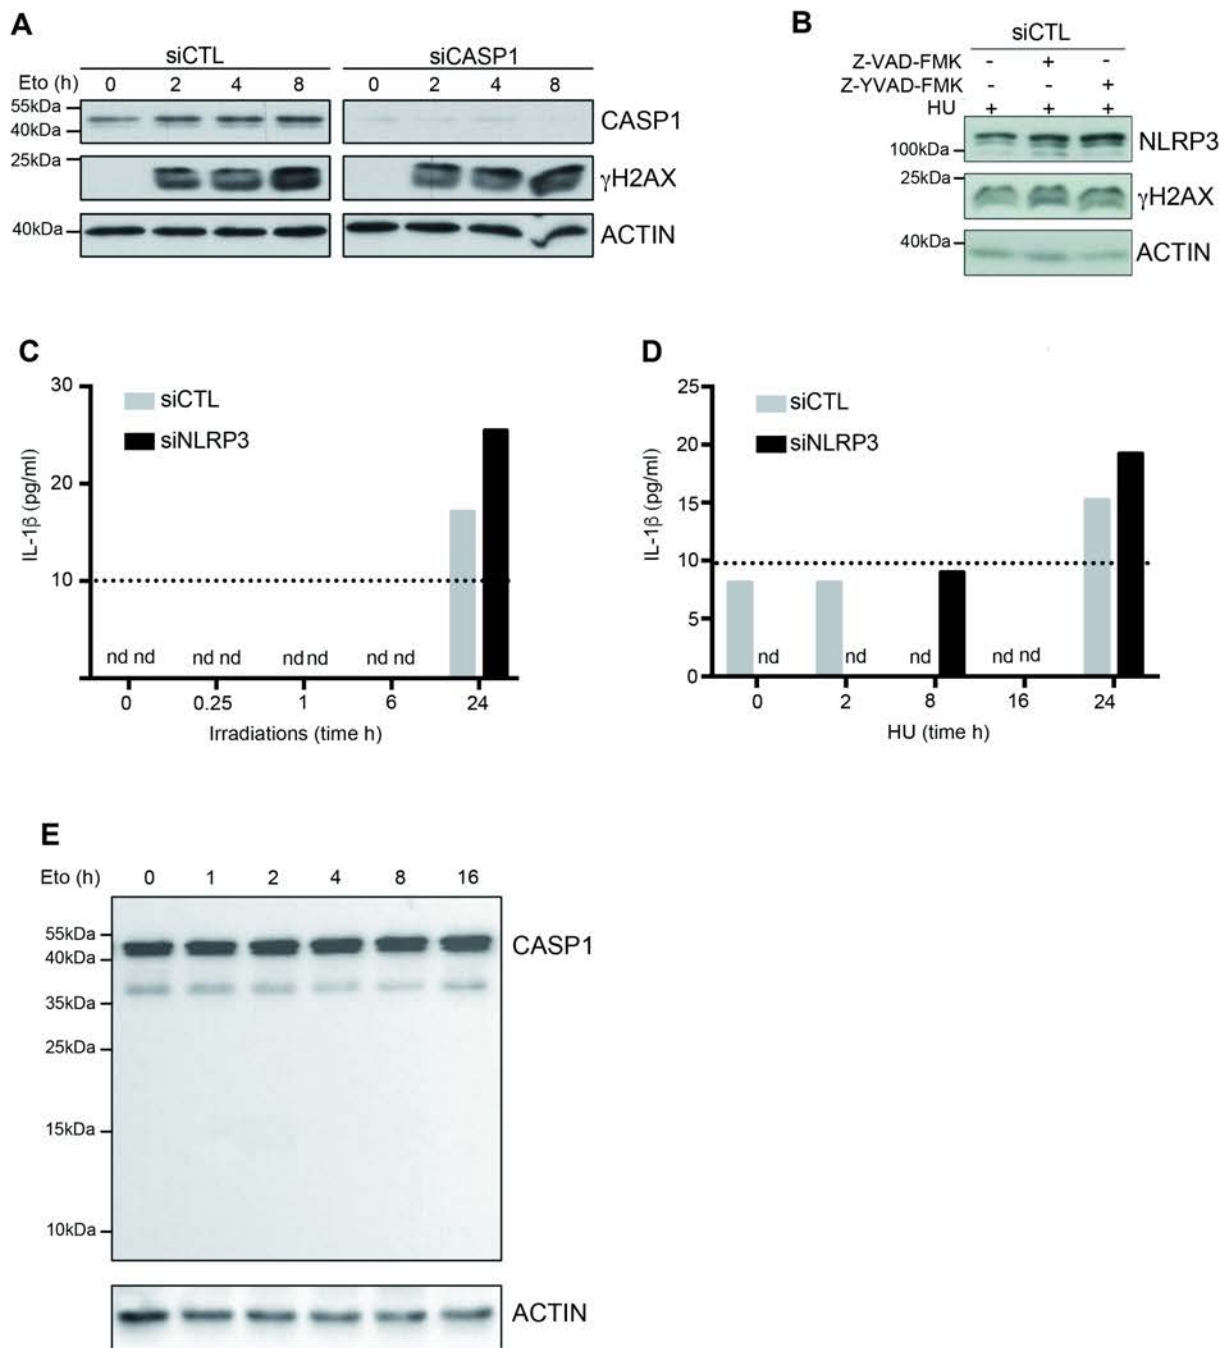 A
siCTL siCASP1
Eto (h) 0 2 4 8 0 2 4 8
55kDa
40kDa
CASP1
25kDa
γH2AX
40kDa
ACTIN
B
siCTL
Z-VAD-FMK - + -
Z-YVAD-FMK - - +
HU + + +
NLRP3
100kDa
25kDa
γH2AX
40kDa
ACTIN
C
30
20
10
IL-1β (pg/ml)
siCTL
siNLRP3
nd nd nd nd nd nd nd nd
0 0.25 1 6 24
Irradiations (time h)
D
25
20
15
10
5
0
IL-1β (pg/ml)
siCTL
siNLRP3
nd nd nd nd nd
0 2 8 16 24
HU (time h)
E
Eto (h) 0 1 2 4 8 16
55kDa
CASP1
40kDa
35kDa
25kDa
15kDa
10kDa
ACTIN